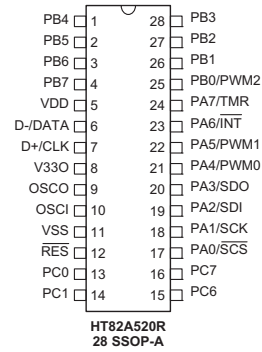 PB4 1 28 PB3
PB5 2 27 PB2
PB6 3 26 PB1
PB7 4 25 PB0/PWM2
VDD 5 24 PA7/TMR
D-/DATA 6 23 PA6/INT
D+/CLK 7 22 PA5/PWM1
V33O 8 21 PA4/PWM0
OSCO 9 20 PA3/SDO
OSCI 10 19 PA2/SDI
VSS 11 18 PA1/SCK
RES 12 17 PA0/SCS
PC0 13 16 PC7
PC1 14 15 PC6
HT82A520R
28 SSOP-A